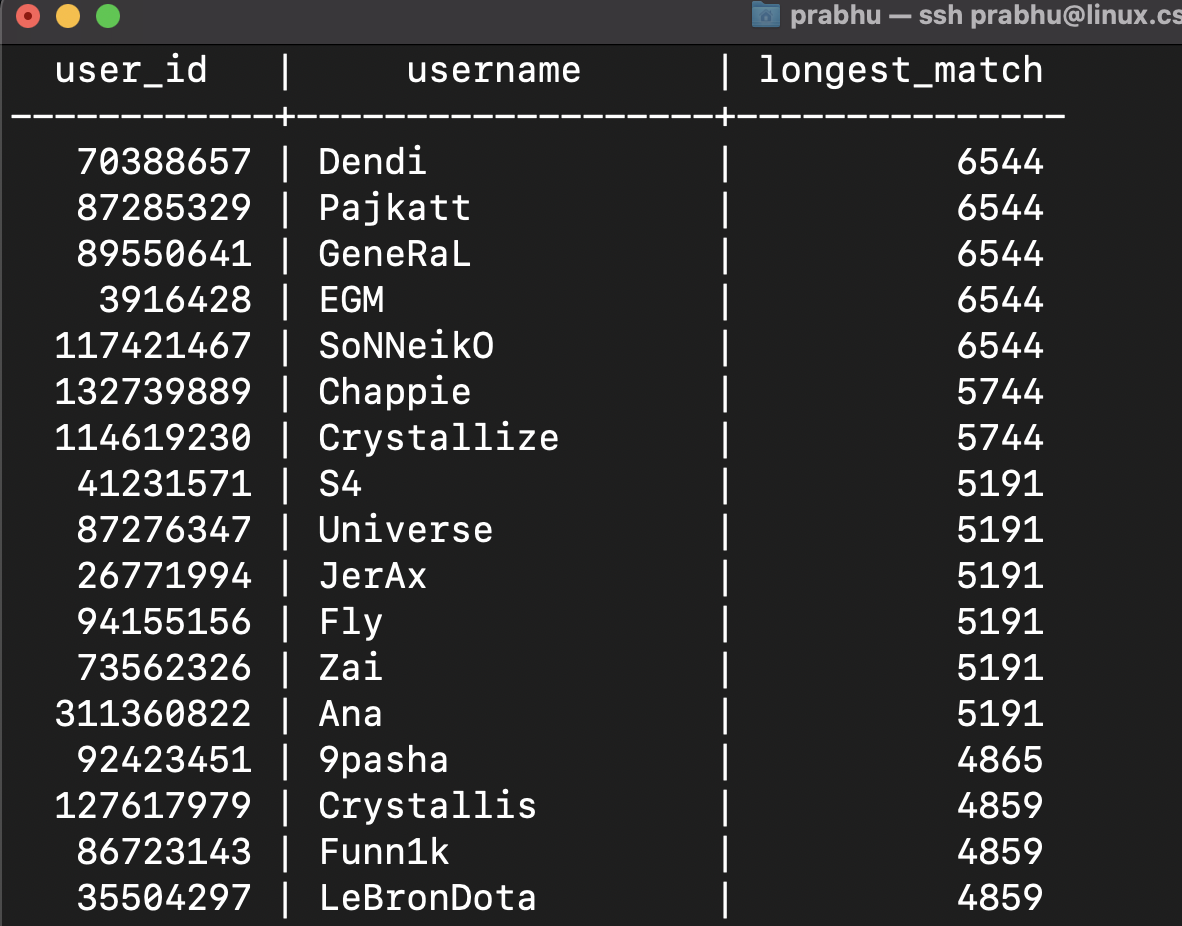 prabhu — ssh prabhu@linux.cs
user_id | username | longest_match
------------+-------------------+---------------
70388657 | Dendi | 6544
87285329 | Pajkatt | 6544
89550641 | GeneRaL | 6544
3916428 | EGM | 6544
117421467 | SoNNeikO | 6544
132739889 | Chappie | 5744
114619230 | Crystallize | 5744
41231571 | S4 | 5191
87276347 | Universe | 5191
26771994 | JerAx | 5191
94155156 | Fly | 5191
73562326 | Zai | 5191
311360822 | Ana | 5191
92423451 | 9pasha | 4865
127617979 | Crystallis | 4859
86723143 | Funn1k | 4859
35504297 | LeBronDota | 4859